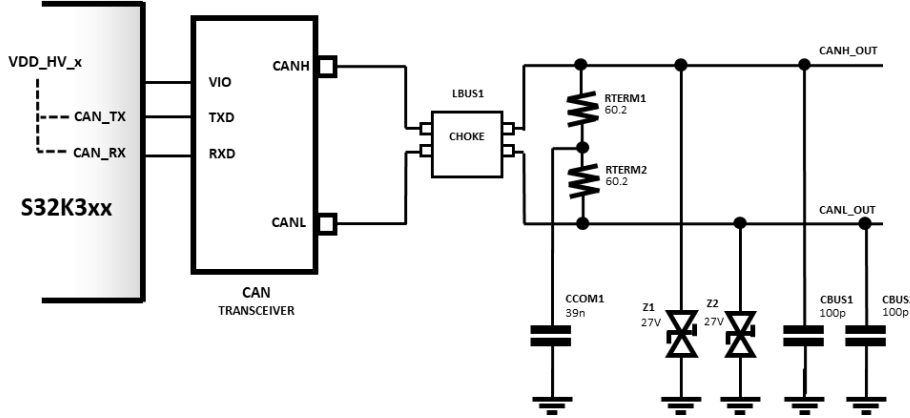 VDD_HV_x
CAN_TX
CAN_RX
S32K3xx
VIO
TXD
RXD
CANH
CANL
CAN
TRANSCEIVER
LBUS1
CHOKE
RTERM1
60.2
RTERM2
60.2
CANH_OUT
CANL_OUT
CCOM1
39n
Z1
27V
Z2
27V
CBUS1
100p
CBUS
100p